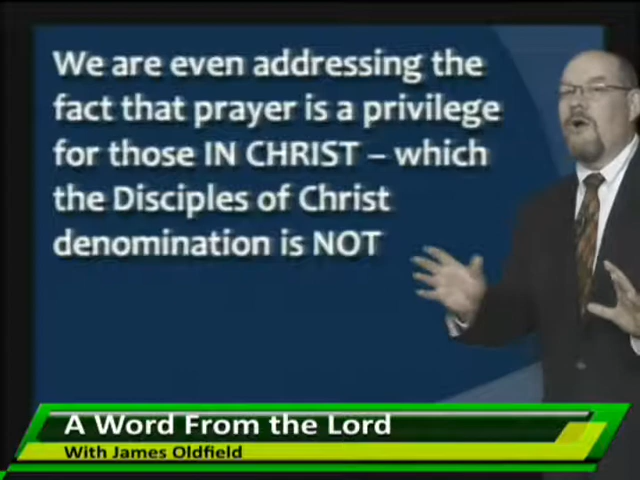 We are even addressing the
fact that prayer is a privilege
for those IN CHRIST – which
the Disciples of Christ
denomination is NOT
A Word From the Lord
With James Oldfield